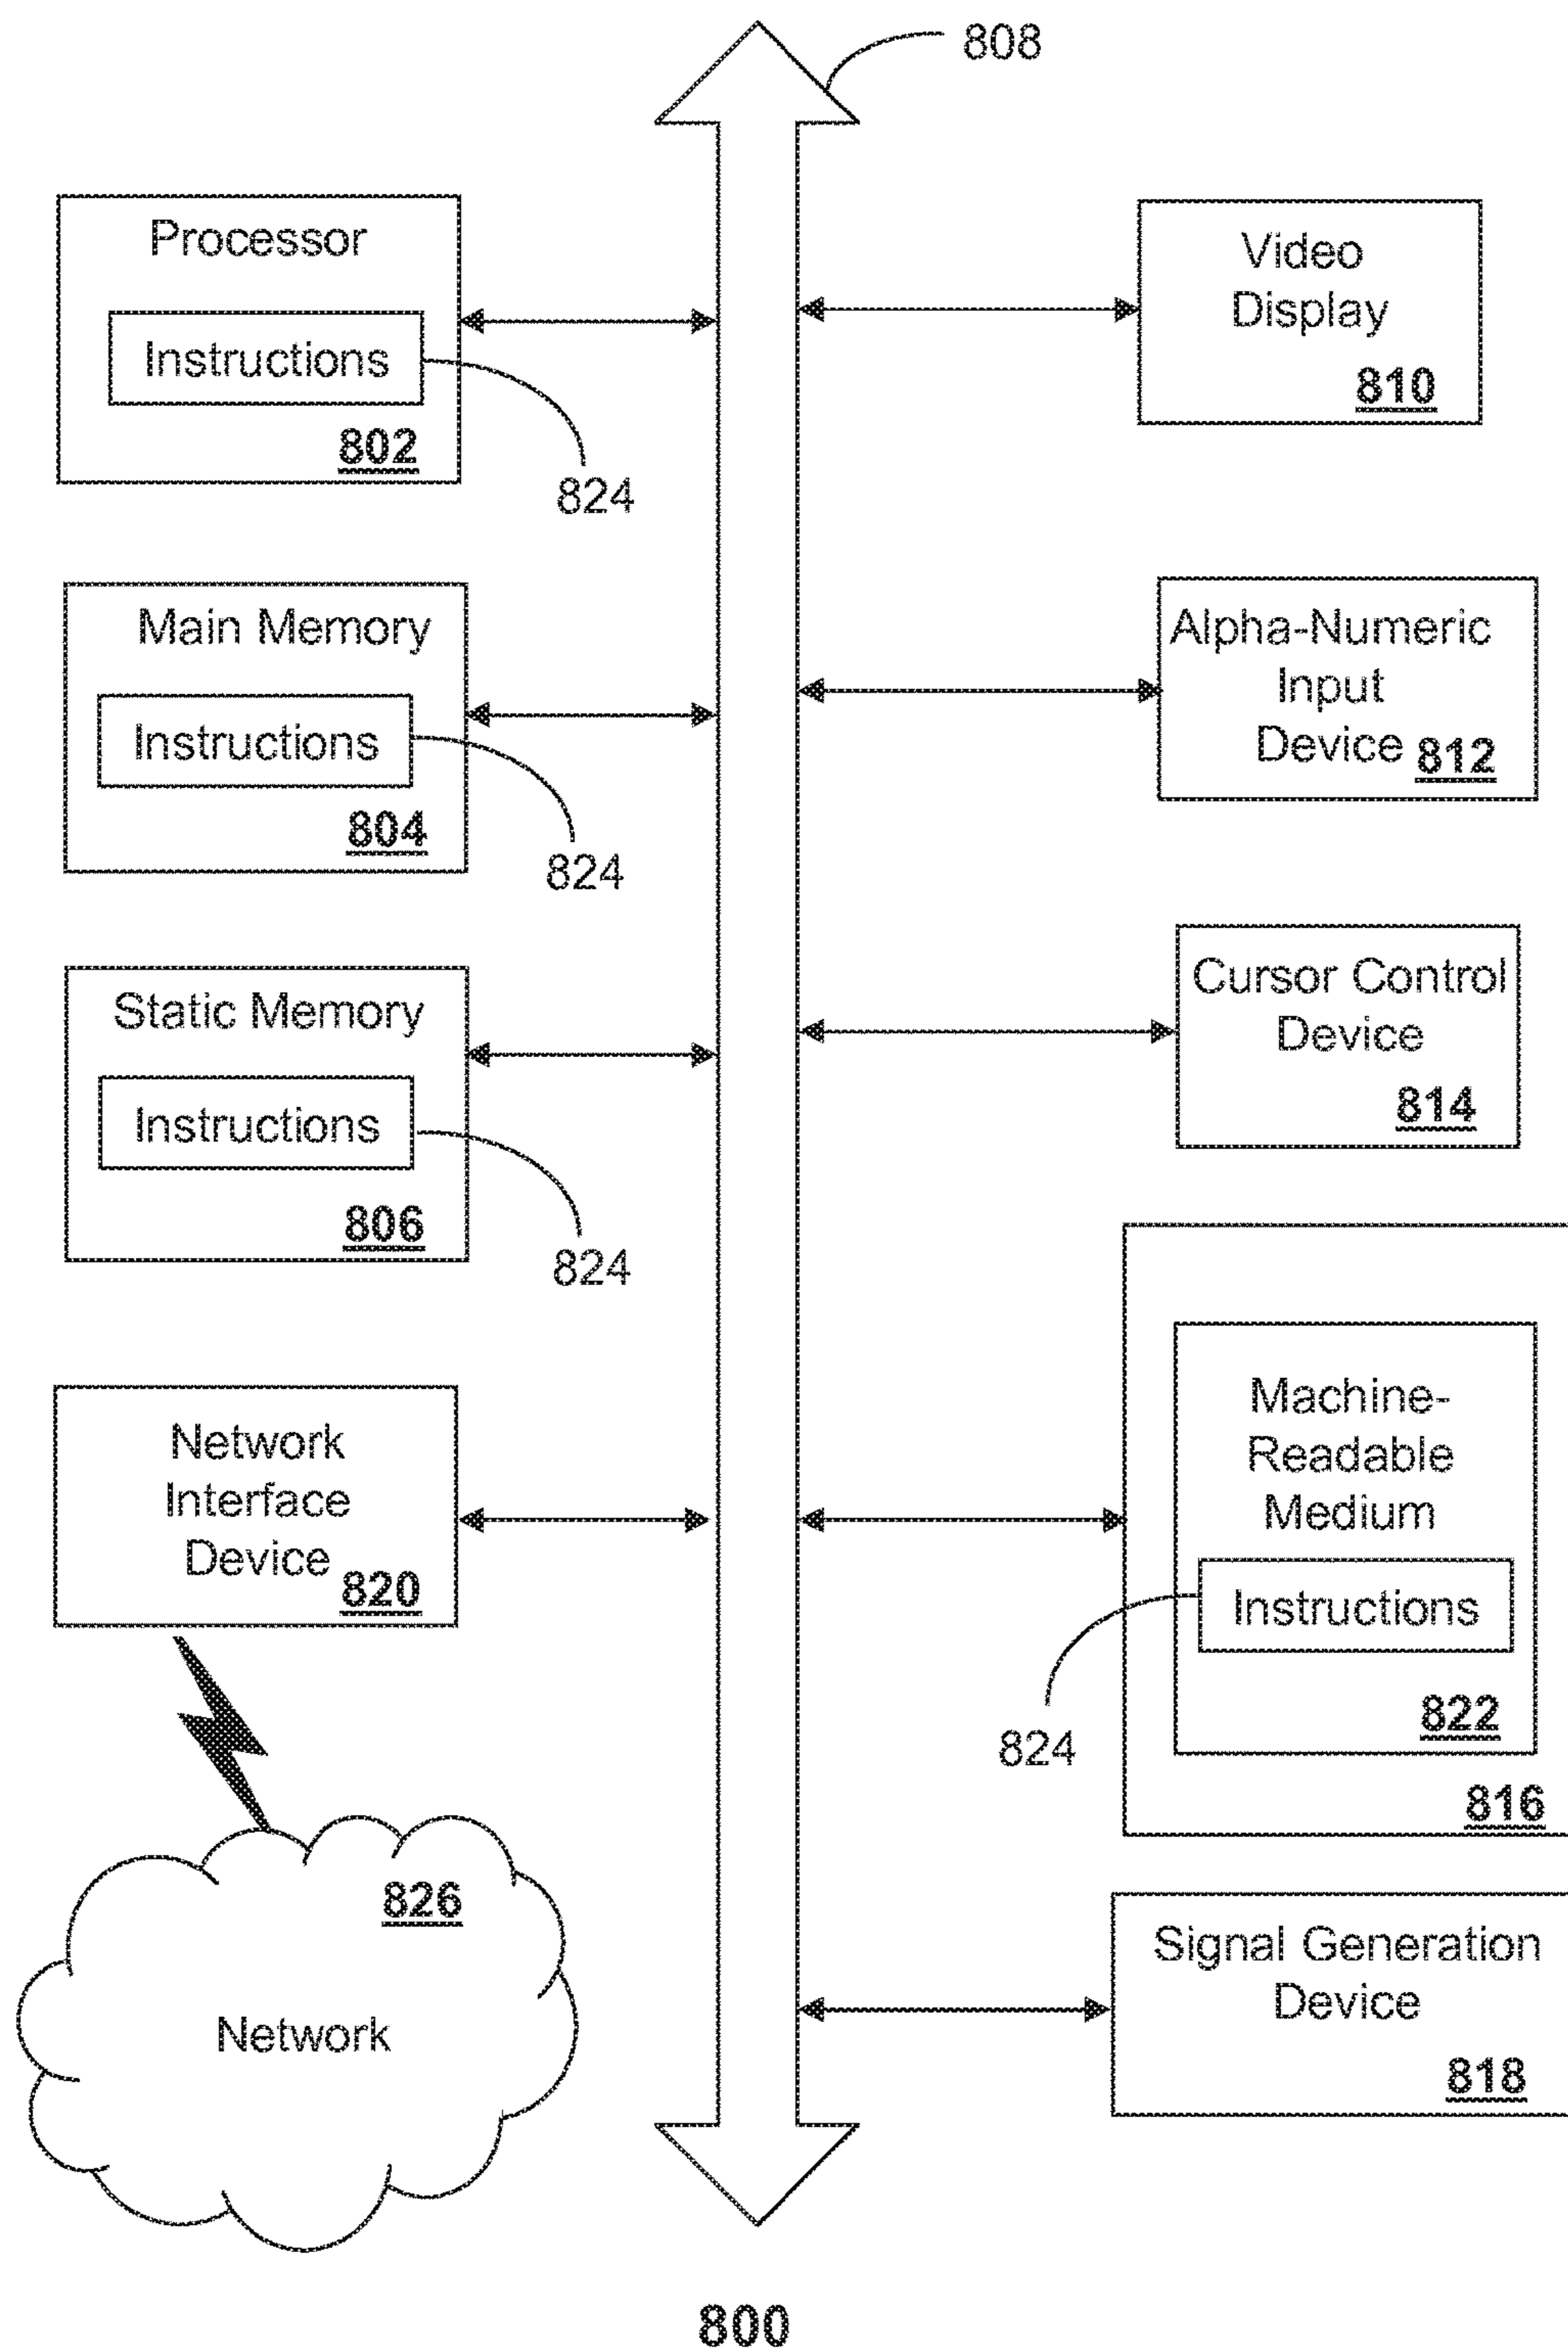 808
Processor
Instructions
802
824
Video
Display
810
Main Memory
Instructions
804
824
Alpha-Numeric
Input
Device 812
Static Memory
Instructions
806
824
Cursor Control
Device
814
Network
Interface
Device
820
Machine-
Readable
Medium
Instructions
822
824
816
826
Network
Signal Generation
Device
818
800